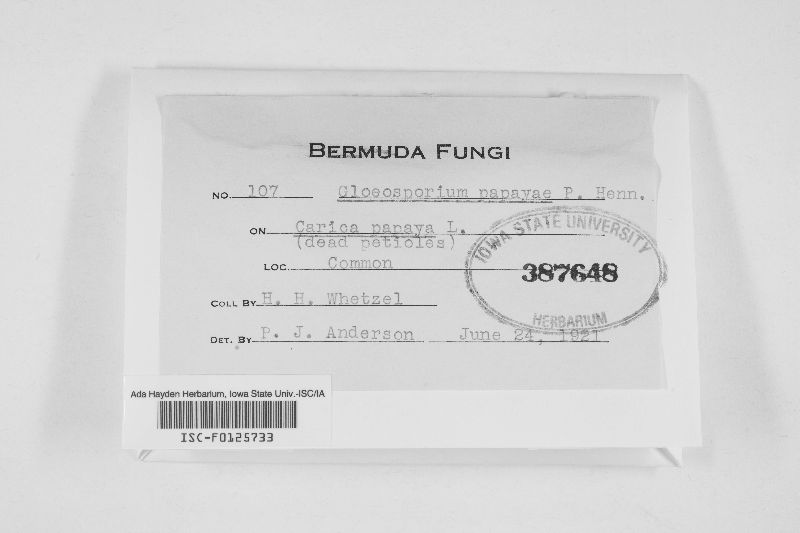 BERMUDA FUNGI
NO. 107 Gloeosporium papayae P. Henn.
ON Carica papaya L.
(dead petioles)
LOC. Common
COLL BY H. H. Whetzel
DET. BY P. J. Anderson June 24, 1921
IOWA STATE UNIVERSITY
387648
HERBARIUM
Ada Hayden Herbarium, Iowa State Univ.-ISC/IA
ISC-F0125733